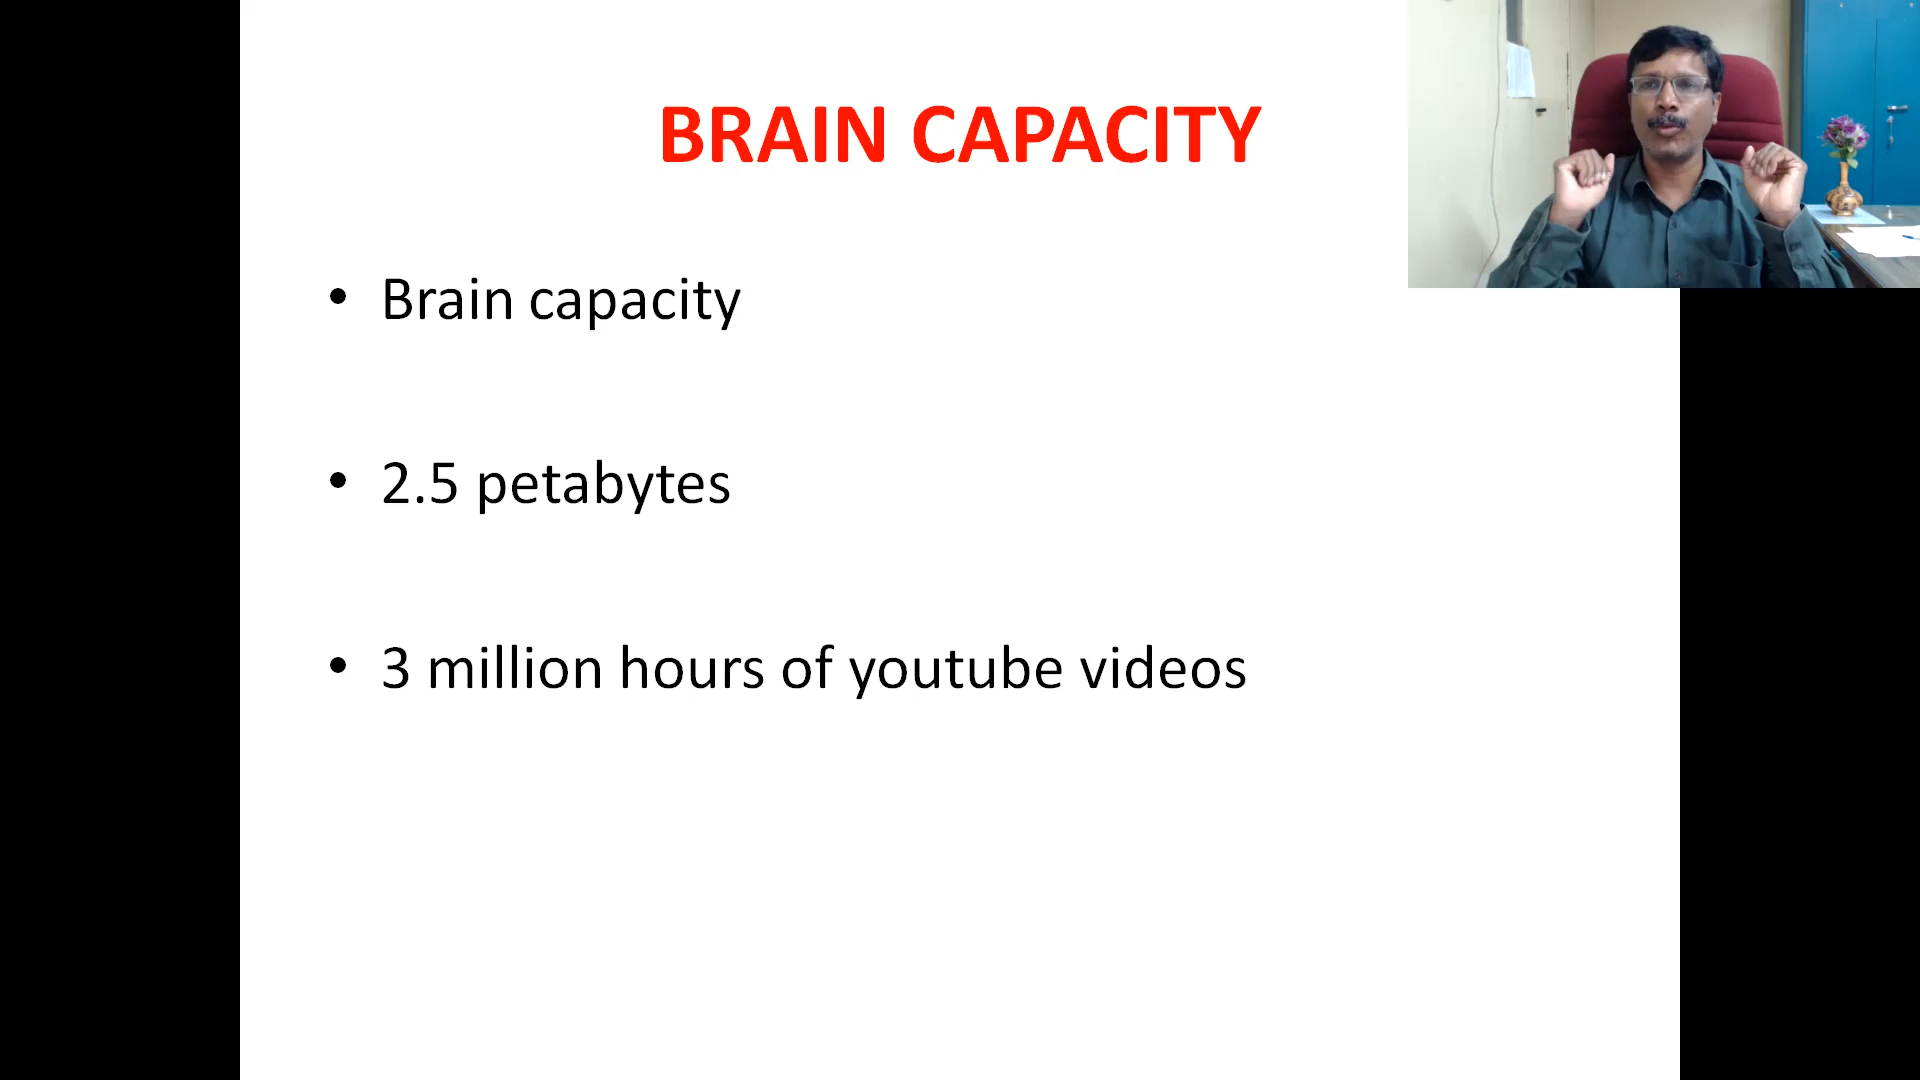 BRAIN CAPACITY
• Brain capacity
• 2.5 petabytes
• 3 million hours of youtube videos